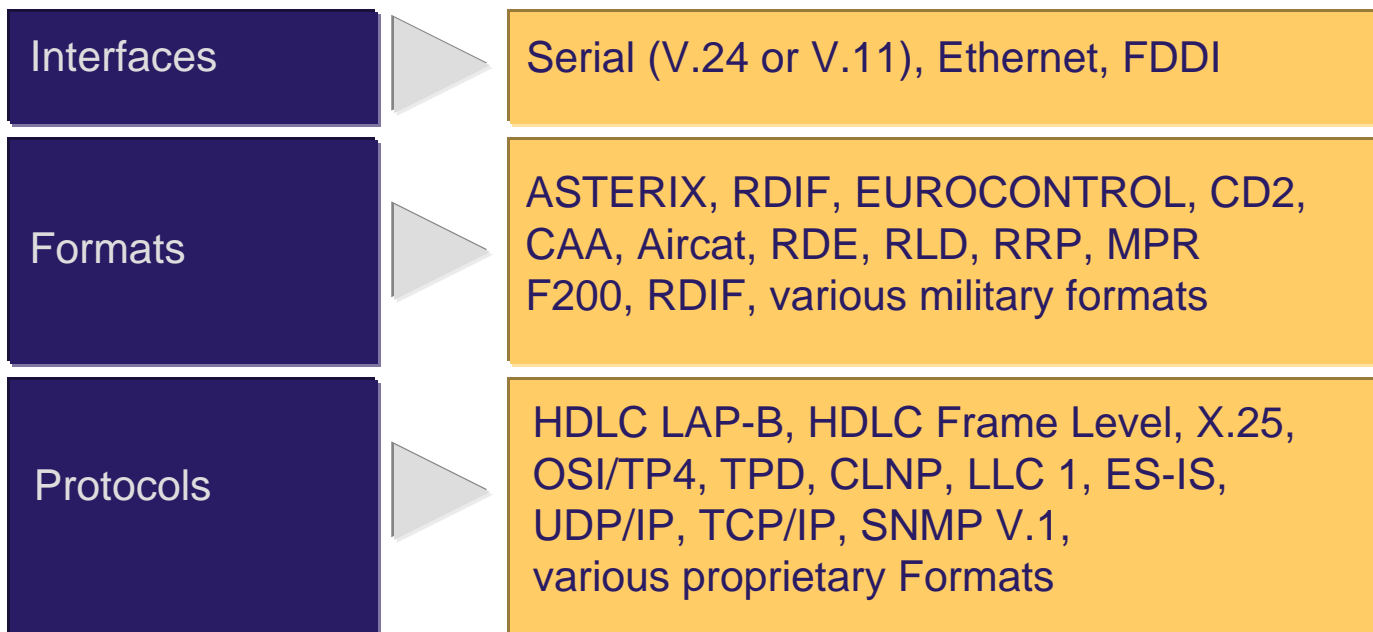 Interfaces
Serial (V.24 or V.11), Ethernet, FDDI
Formats
ASTERIX, RDIF, EUROCONTROL, CD2,
CAA, Aircat, RDE, RLD, RRP, MPR
F200, RDIF, various military formats
Protocols
HDLC LAP-B, HDLC Frame Level, X.25,
OSI/TP4, TPD, CLNP, LLC 1, ES-IS,
UDP/IP, TCP/IP, SNMP V.1,
various proprietary Formats